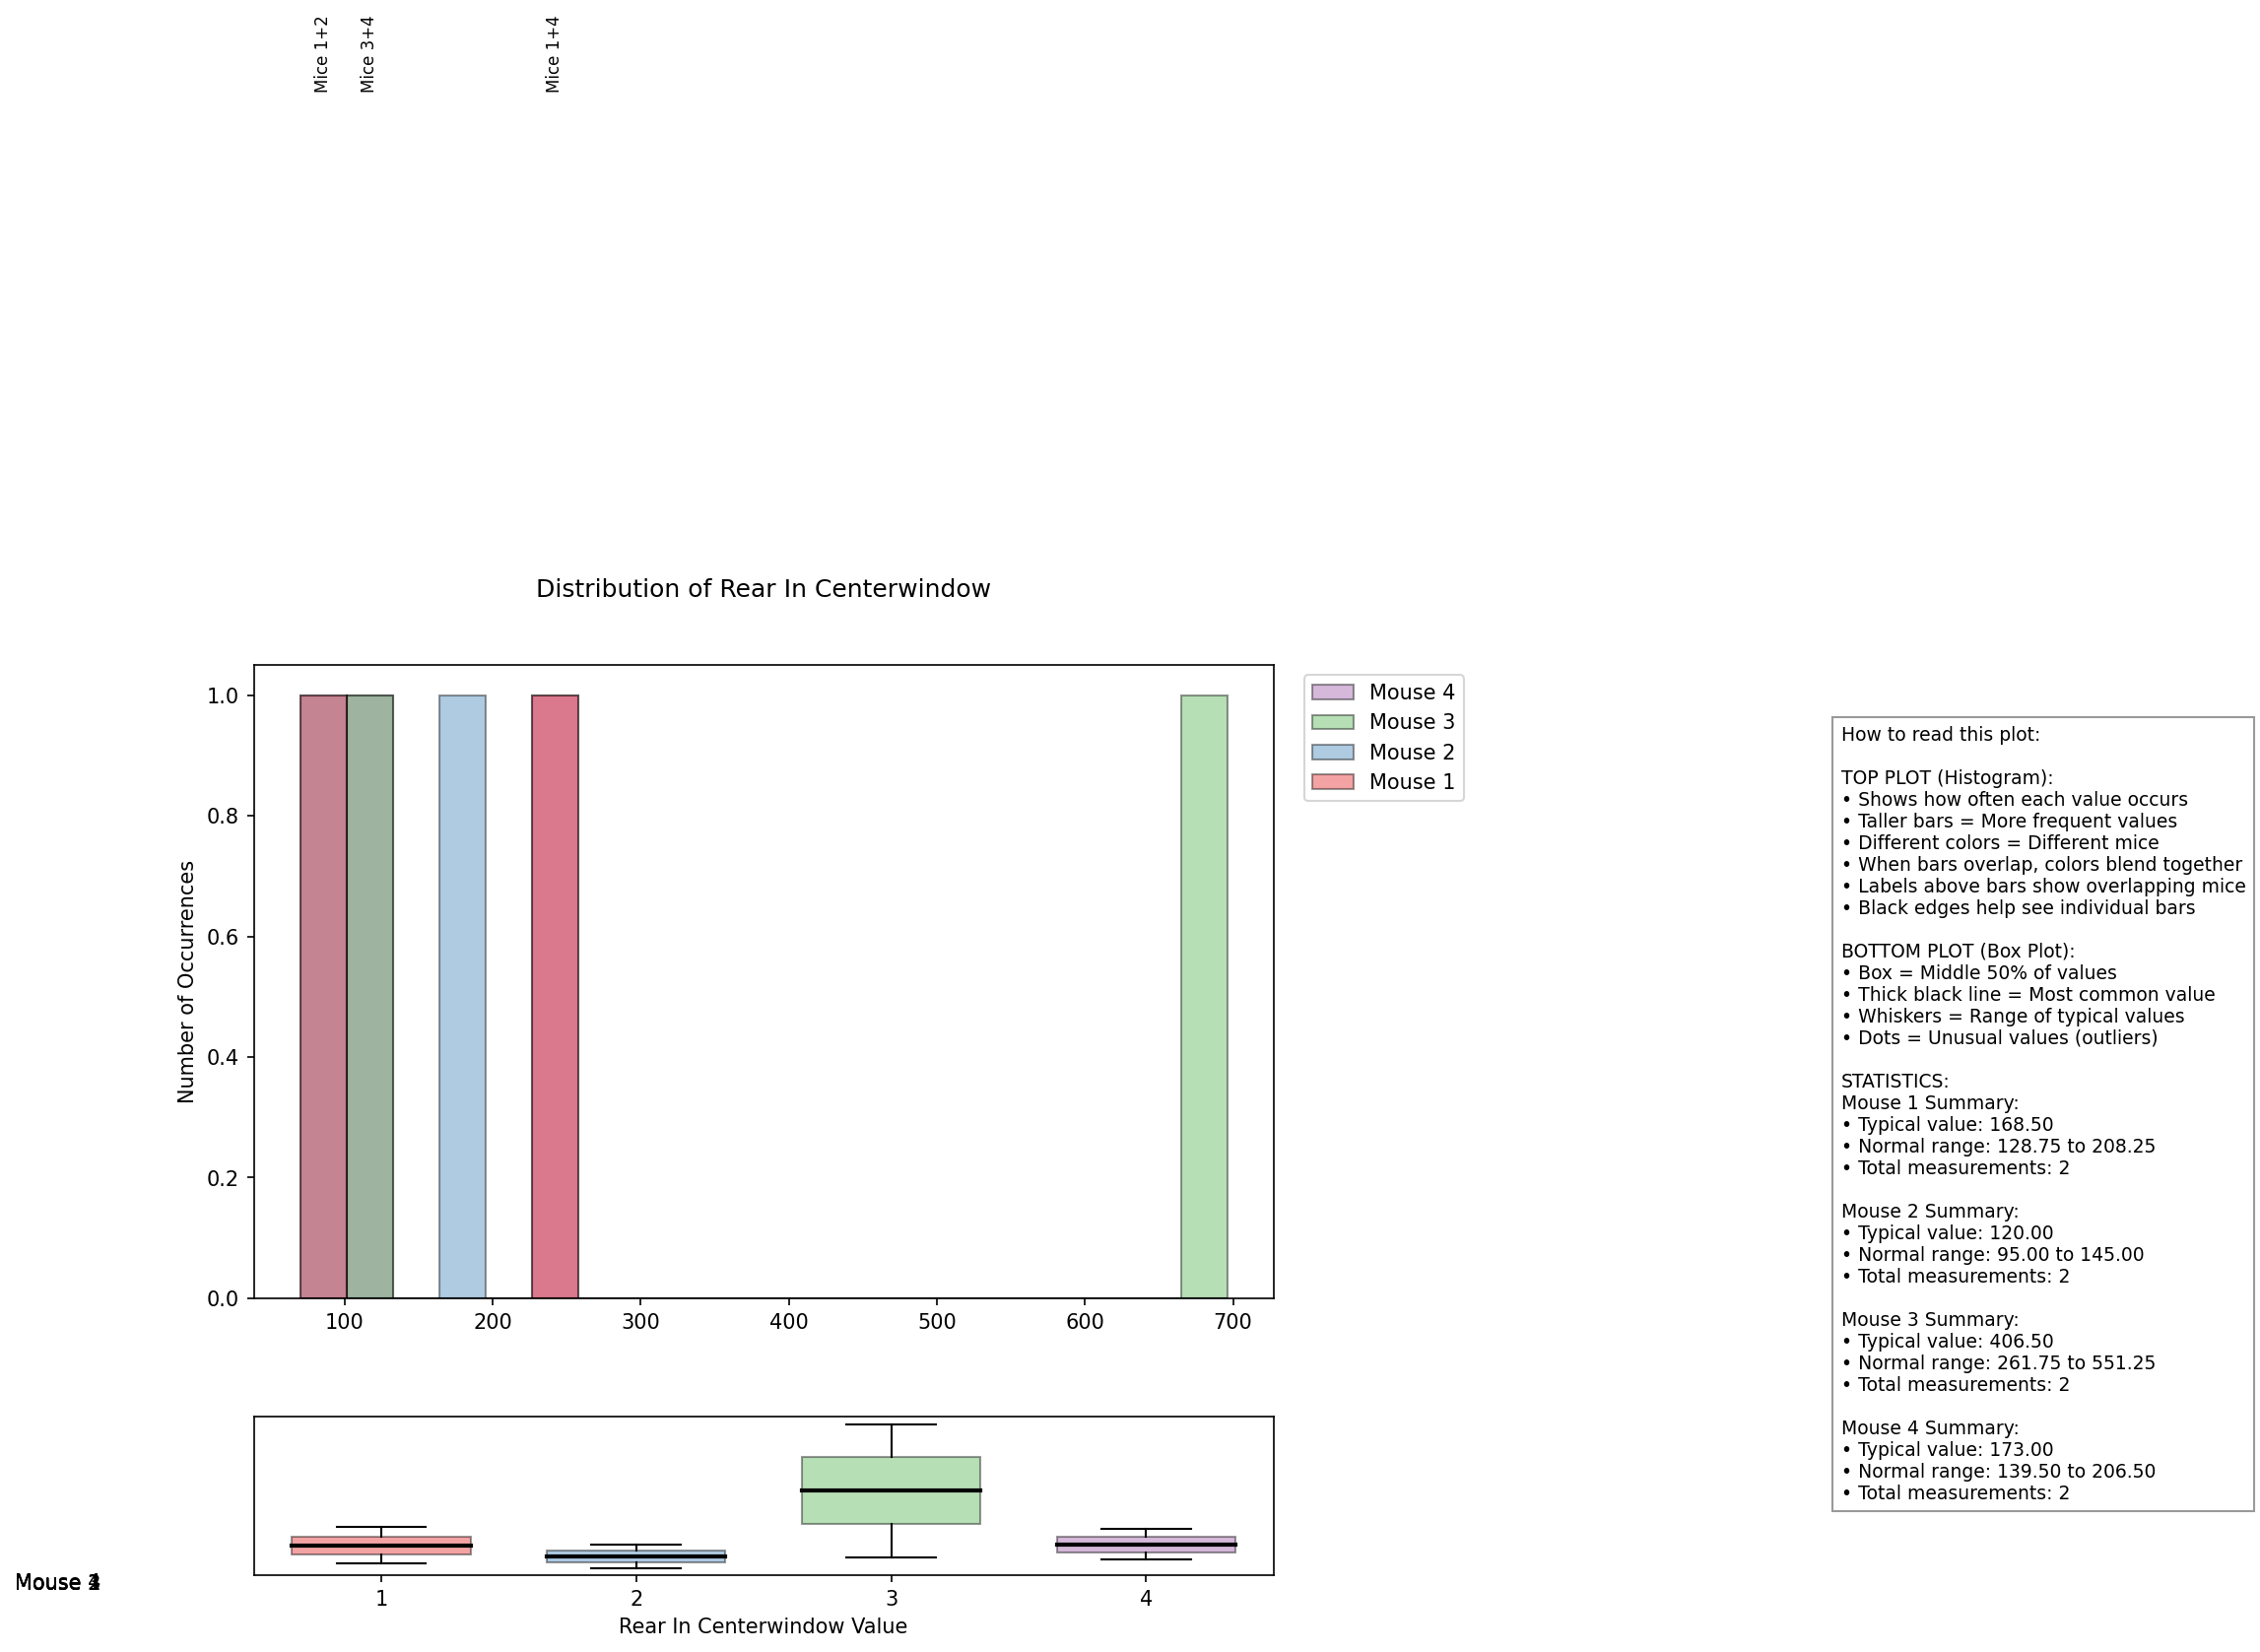 Mice 1+2
Mice 3+4
Mice 1+4
Distribution of Rear In Centerwindow
Number of Occurrences
1.0
0.8
0.6
0.4
0.2
0.0
100 200 300 400 500 600 700
Mouse 4
Mouse 3
Mouse 2
Mouse 1
How to read this plot:
TOP PLOT (Histogram):
• Shows how often each value occurs
• Taller bars = More frequent values
• Different colors = Different mice
• When bars overlap, colors blend together
• Labels above bars show overlapping mice
• Black edges help see individual bars
BOTTOM PLOT (Box Plot):
• Box = Middle 50% of values
• Thick black line = Most common value
• Whiskers = Range of typical values
• Dots = Unusual values (outliers)
STATISTICS:
Mouse 1 Summary:
• Typical value: 168.50
• Normal range: 128.75 to 208.25
• Total measurements: 2
Mouse 2 Summary:
• Typical value: 120.00
• Normal range: 95.00 to 145.00
• Total measurements: 2
Mouse 3 Summary:
• Typical value: 406.50
• Normal range: 261.75 to 551.25
• Total measurements: 2
Mouse 4 Summary:
• Typical value: 173.00
• Normal range: 139.50 to 206.50
• Total measurements: 2
Mouse
1 2 3 4
Rear In Centerwindow Value